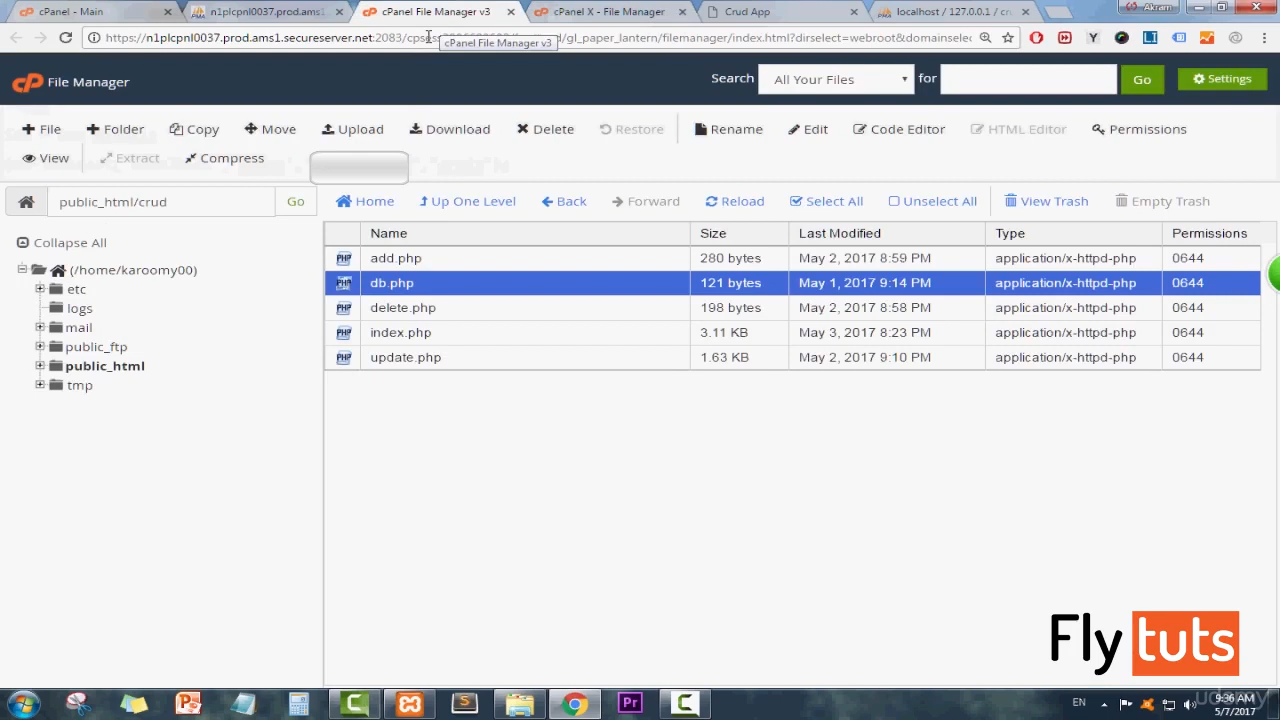 cPanel - Main
n1plcpnl0037.prod.ams1
cPanel File Manager v3
cPanel X - File Manager
Crud App
localhost / 127.0.0.1 / cr
Akram
https://n1plcpnl0037.prod.ams1.secureserver.net:2083/cps
gl_paper_lantern/filemanager/index.html?dirselect=webroot&domainselec
cPanel File Manager v3
cP File Manager
Search All Your Files for Go Settings
File Folder Copy Move Upload Download Delete Restore Rename Edit Code Editor HTML Editor Permissions
View Extract Compress
public_html/crud Go Home Up One Level Back Forward Reload Select All Unselect All View Trash Empty Trash
Collapse All
(/home/karoomy00)
etc
logs
mail
public_ftp
public_html
tmp
Name Size Last Modified Type Permissions
add.php 280 bytes May 2, 2017 8:59 PM application/x-httpd-php 0644
db.php 121 bytes May 1, 2017 9:14 PM application/x-httpd-php 0644
delete.php 198 bytes May 2, 2017 8:58 PM application/x-httpd-php 0644
index.php 3.11 KB May 3, 2017 8:23 PM application/x-httpd-php 0644
update.php 1.63 KB May 2, 2017 9:10 PM application/x-httpd-php 0644
Fly tuts
EN
9:36 AM
5/7/2017
udemy